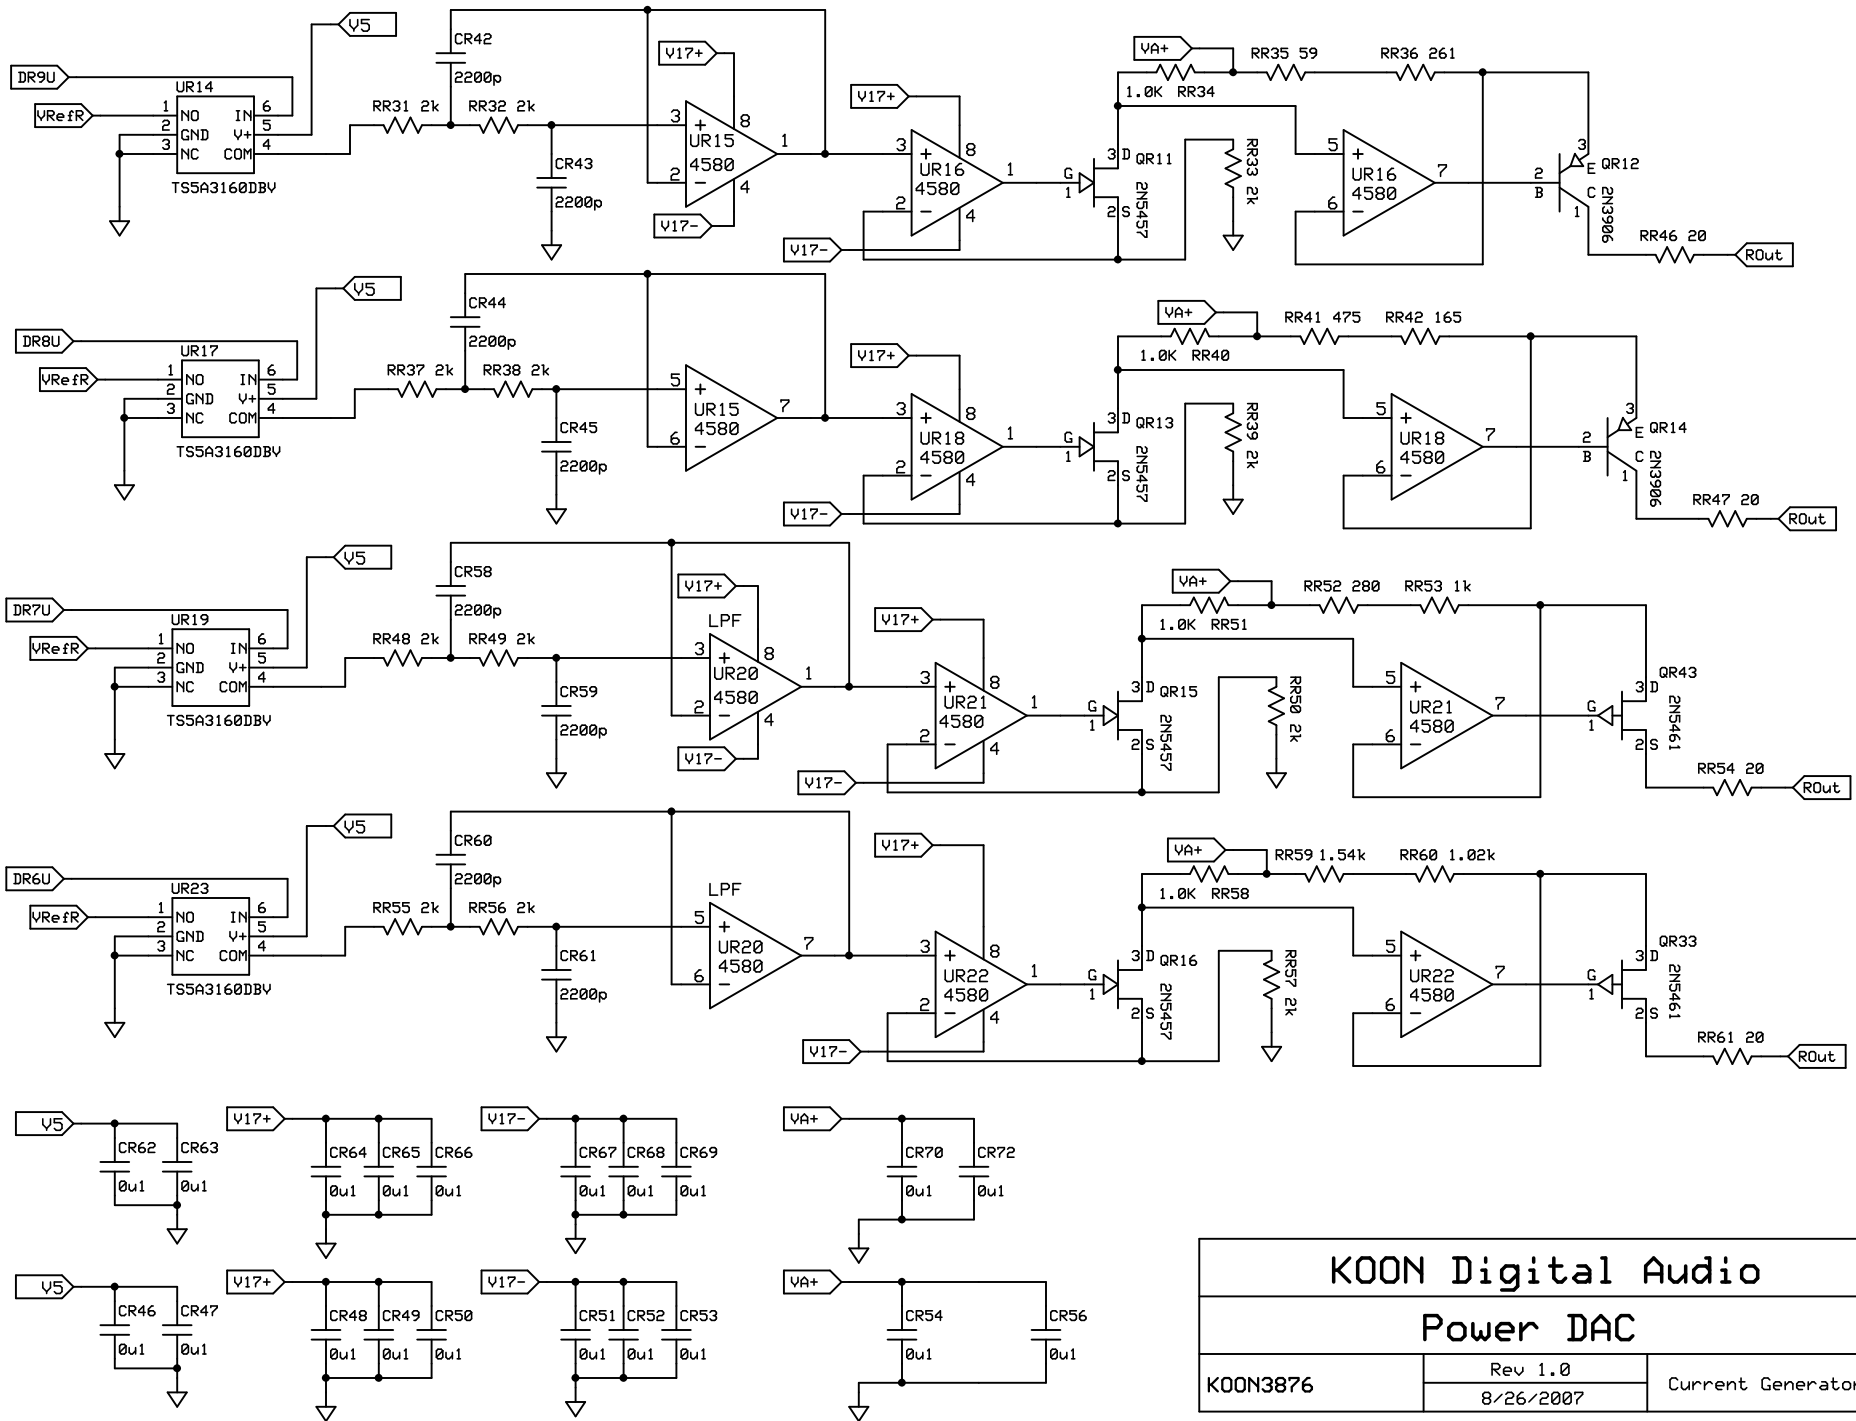 V5
DR9U
VRefR
UR14
1 NO IN 6
2 GND V+ 5
3 NC COM 4
TS5A3160DBV
RR31 2k
CR42
2200p
RR32 2k
CR43
2200p
V17+
3 +
8
UR15
4580
1
2 -
4
V17-
V17+
3 +
8
UR16
4580
1
2 -
4
V17-
VA+
1.0K RR34
RR35 59
RR36 261
3 D
QR11
G
1
2N5457
2 S
RR33 2k
5 +
UR16
4580
7
6 -
3
E
QR12
2
B
C
1
2N3906
RR46 20
ROut
V5
DR8U
VRefR
UR17
1 NO IN 6
2 GND V+ 5
3 NC COM 4
TS5A3160DBV
RR37 2k
CR44
2200p
RR38 2k
CR45
2200p
5 +
UR15
4580
7
6 -
V17+
3 +
8
UR18
4580
1
2 -
4
V17-
VA+
1.0K RR40
RR41 475
RR42 165
3 D
QR13
G
1
2N5457
2 S
RR39 2k
5 +
UR18
4580
7
6 -
3
E
QR14
2
B
C
1
2N3906
RR47 20
ROut
V5
DR7U
VRefR
UR19
1 NO IN 6
2 GND V+ 5
3 NC COM 4
TS5A3160DBV
RR48 2k
CR58
2200p
RR49 2k
CR59
2200p
V17+
LPF
3 +
8
UR20
4580
1
2 -
4
V17-
V17+
3 +
8
UR21
4580
1
2 -
4
V17-
VA+
1.0K RR51
RR52 280
RR53 1k
3 D
QR15
G
1
2N5457
2 S
RR50 2k
5 +
UR21
4580
7
6 -
3 D
QR43
G
1
2N5461
2 S
RR54 20
ROut
V5
DR6U
VRefR
UR23
1 NO IN 6
2 GND V+ 5
3 NC COM 4
TS5A3160DBV
RR55 2k
CR60
2200p
RR56 2k
CR61
2200p
LPF
5 +
UR20
4580
7
6 -
V17+
3 +
8
UR22
4580
1
2 -
4
V17-
VA+
1.0K RR58
RR59 1.54k
RR60 1.02k
3 D
QR16
G
1
2N5457
2 S
RR57 2k
5 +
UR22
4580
7
6 -
3 D
QR33
G
1
2N5461
2 S
RR61 20
ROut
V5
CR62 CR63
0u1 0u1
V17+
CR64 CR65 CR66
0u1 0u1 0u1
V17-
CR67 CR68 CR69
0u1 0u1 0u1
VA+
CR70 CR72
0u1 0u1
V5
CR46 CR47
0u1 0u1
V17+
CR48 CR49 CR50
0u1 0u1 0u1
V17-
CR51 CR52 CR53
0u1 0u1 0u1
VA+
CR54 CR56
0u1 0u1
KOON Digital Audio
Power DAC
KOON3876
Rev 1.0
8/26/2007
Current Generator